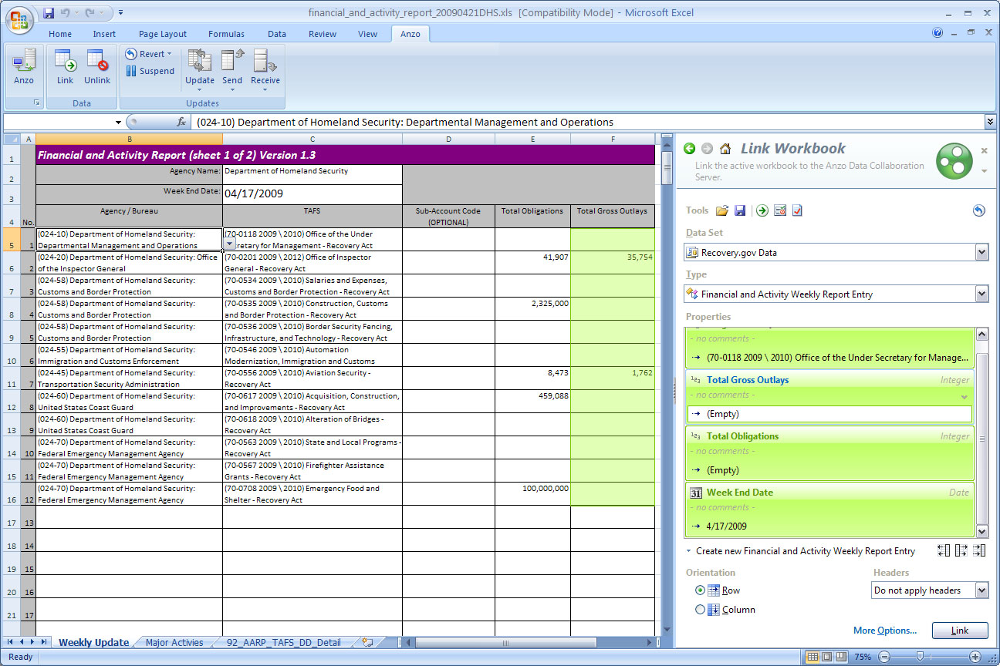 financial_and_activity_report_20090421DHS.xls [Compatibility Mode] - Microsoft Excel
Home Insert Page Layout Formulas Data Review View Anzo
Anzo Link Unlink Revert Suspend Update Send Receive
Data Updates
(024-10) Department of Homeland Security: Departmental Management and Operations
A B C D E F
1 Financial and Activity Report (sheet 1 of 2) Version 1.3
2 Agency Name: Department of Homeland Security
3 Week End Date: 04/17/2009
4 No. Agency / Bureau TAFS Sub-Account Code (OPTIONAL) Total Obligations Total Gross Outlays
5 1 (024-10) Department of Homeland Security: Departmental Management and Operations (70-0118 2009 \ 2010) Office of the Under Secretary for Management - Recovery Act
6 2 (024-20) Department of Homeland Security: Office of the Inspector General (70-0201 2009 \ 2012) Office of Inspector General - Recovery Act 41,907 35,754
7 3 (024-58) Department of Homeland Security: Customs and Border Protection (70-0534 2009 \ 2010) Salaries and Expenses, Customs and Border Protection - Recovery Act
8 4 (024-58) Department of Homeland Security: Customs and Border Protection (70-0535 2009 \ 2010) Construction, Customs and Border Protection - Recovery Act 2,325,000
9 5 (024-58) Department of Homeland Security: Customs and Border Protection (70-0536 2009 \ 2010) Border Security Fencing, Infrastructure, and Technology - Recovery Act
10 6 (024-55) Department of Homeland Security: Immigration and Customs Enforcement (70-0546 2009 \ 2010) Automation Modernization, Immigration and Customs
11 7 (024-45) Department of Homeland Security: Transportation Security Administration (70-0556 2009 \ 2010) Aviation Security - Recovery Act 8,473 1,762
12 8 (024-60) Department of Homeland Security: United States Coast Guard (70-0617 2009 \ 2010) Acquisition, Construction, and Improvements - Recovery Act 459,088
13 9 (024-60) Department of Homeland Security: United States Coast Guard (70-0618 2009 \ 2010) Alteration of Bridges - Recovery Act
14 10 (024-70) Department of Homeland Security: Federal Emergency Management Agency (70-0563 2009 \ 2010) State and Local Programs - Recovery Act
15 11 (024-70) Department of Homeland Security: Federal Emergency Management Agency (70-0567 2009 \ 2010) Firefighter Assistance Grants - Recovery Act
16 12 (024-70) Department of Homeland Security: Federal Emergency Management Agency (70-0708 2009 \ 2010) Emergency Food and Shelter - Recovery Act 100,000,000
17 13
18 14
19 15
20 16
21 17
Weekly Update Major Activies 92_AARP_TAFS_DD_Detail
Ready 75%
Link Workbook
Link the active workbook to the Anzo Data Collaboration
Server.
Tools
Data Set
Recovery.gov Data
Type
Financial and Activity Weekly Report Entry
Properties
- no comments -
(70-0118 2009 \ 2010) Office of the Under Secretary for Manage...
123 Total Gross Outlays Integer
- no comments -
(Empty)
123 Total Obligations Integer
- no comments -
(Empty)
31 Week End Date Date
- no comments -
4/17/2009
Create new Financial and Activity Weekly Report Entry
Orientation Headers
Row Do not apply headers
Column
More Options... Link